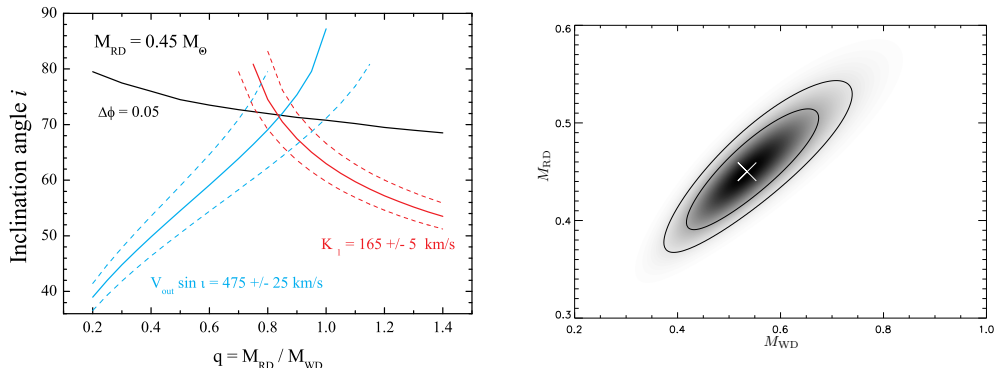 90
80
70
60
50
40
M_RD = 0.45 M_⊙
Δϕ = 0.05
K_1 = 165 +/- 5 km/s
V_out sin ι = 475 +/- 25 km/s
Inclination angle i
0.2 0.4 0.6 0.8 1.0 1.2 1.4
q = M_RD / M_WD
0.6
0.5
0.4
0.3
M_RD
0.2 0.4 0.6 0.8 1.0
M_WD